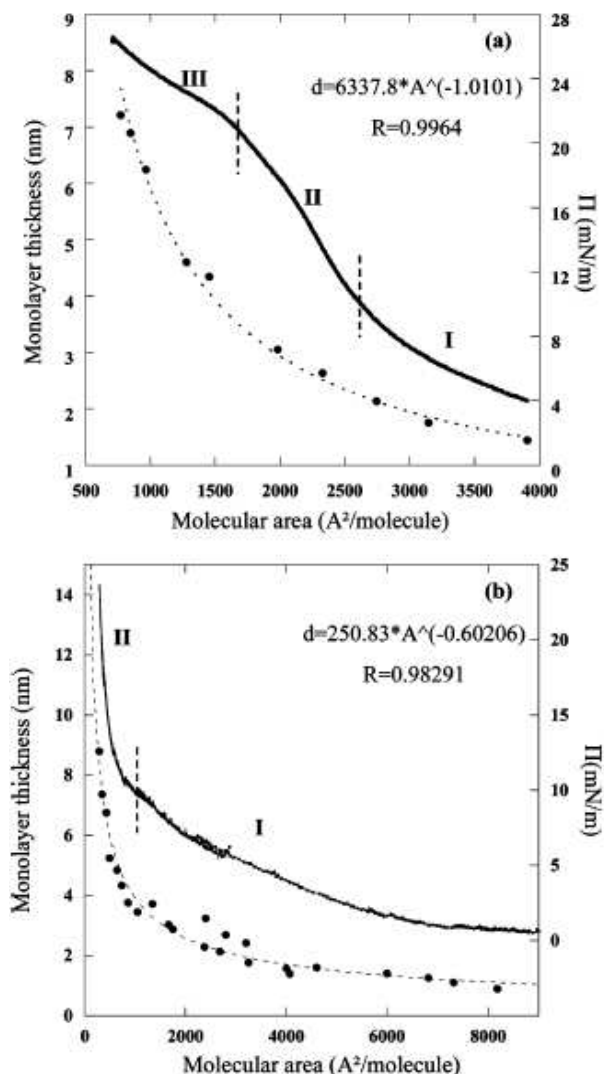 (a)
d=6337.8*A^(-1.0101)
R=0.9964
III
II
I
9
8
7
6
5
4
3
2
1
28
24
20
16
12
8
4
0
500 1000 1500 2000 2500 3000 3500 4000
Monolayer thickness (nm)
Π (mN/m)
Molecular area (A²/molecule)
(b)
d=250.83*A^(-0.60206)
R=0.98291
II
I
14
12
10
8
6
4
2
0
25
20
15
10
5
0
0 2000 4000 6000 8000
Monolayer thickness (nm)
Π(mN/m)
Molecular area (A²/molecule)